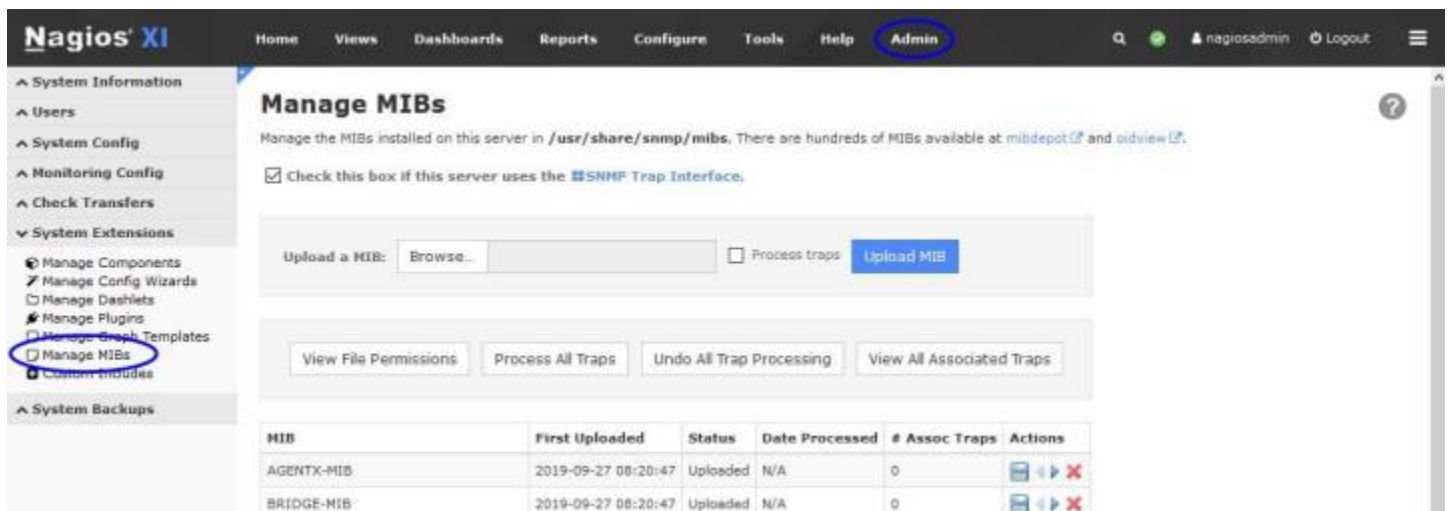 Nagios XI
Home Views Dashboards Reports Configure Tools Help Admin nagiosadmin Logout
System Information
Users
System Config
Monitoring Config
Check Transfers
System Extensions
Manage Components
Manage Config Wizards
Manage Dashlets
Manage Plugins
Manage Graph Templates
Manage MIBs
Custom Includes
System Backups
Manage MIBs
Manage the MIBs installed on this server in /usr/share/snmp/mibs. There are hundreds of MIBs available at mibdepot and oidview.
Check this box if this server uses the SNMP Trap Interface.
Upload a MIB: Browse... Process traps Upload MIB
View File Permissions Process All Traps Undo All Trap Processing View All Associated Traps
MIB First Uploaded Status Date Processed # Assoc Traps Actions
AGENTX-MIB 2019-09-27 08:20:47 Uploaded N/A 0
BRIDGE-MIB 2019-09-27 08:20:47 Uploaded N/A 0